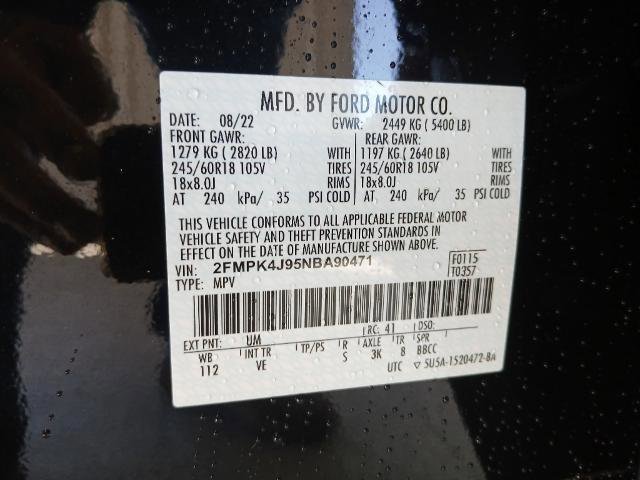 MFD. BY FORD MOTOR CO.
DATE: 08/22 GVWR: 2449 KG ( 5400 LB)
FRONT GAWR: REAR GAWR:
1279 KG ( 2820 LB) WITH 1197 KG ( 2640 LB) WITH
245/60R18 105V TIRES 245/60R18 105V TIRES
18x8.0J RIMS 18x8.0J RIMS
AT 240 kPa/ 35 PSI COLD AT 240 kPa/ 35 PSI COLD
THIS VEHICLE CONFORMS TO ALL APPLICABLE FEDERAL MOTOR
VEHICLE SAFETY AND THEFT PREVENTION STANDARDS IN
EFFECT ON THE DATE OF MANUFACTURE SHOWN ABOVE.
VIN: 2FMPK4J95NBA90471 F0115
TYPE: MPV T0357
EXT PNT: UM RC: 41 DSO:
WB INT TR TP/PS R AXLE TR SPR
112 VE S 3K 8 BBCC
UTC ▽ 5U5A-1520472-BA